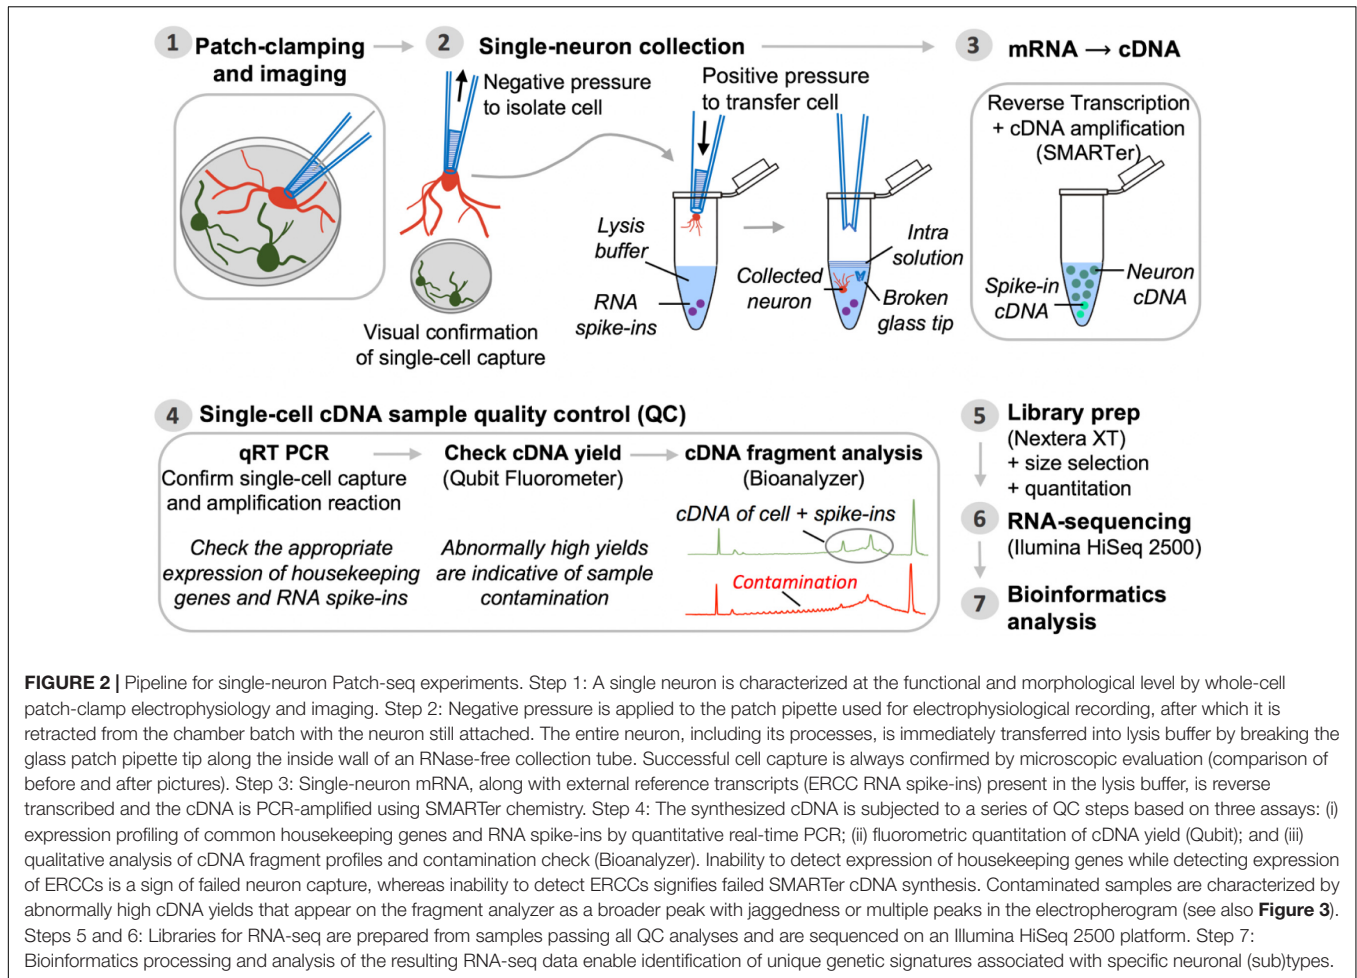 1 Patch-clamping
and imaging
2 Single-neuron collection
Negative pressure
to isolate cell
Positive pressure
to transfer cell
Visual confirmation
of single-cell capture
Lysis
buffer
RNA
spike-ins
Collected
neuron
Intra
solution
Broken
glass tip
3 mRNA → cDNA
Reverse Transcription
+ cDNA amplification
(SMARTer)
Spike-in
cDNA
Neuron
cDNA
4 Single-cell cDNA sample quality control (QC)
qRT PCR
Confirm single-cell capture
and amplification reaction
Check the appropriate
expression of housekeeping
genes and RNA spike-ins
Check cDNA yield
(Qubit Fluorometer)
Abnormally high yields
are indicative of sample
contamination
cDNA fragment analysis
(Bioanalyzer)
cDNA of cell + spike-ins
Contamination
5 Library prep
(Nextera XT)
+ size selection
+ quantitation
6 RNA-sequencing
(Ilumina HiSeq 2500)
7 Bioinformatics
analysis
FIGURE 2 | Pipeline for single-neuron Patch-seq experiments. Step 1: A single neuron is characterized at the functional and morphological level by whole-cell
patch-clamp electrophysiology and imaging. Step 2: Negative pressure is applied to the patch pipette used for electrophysiological recording, after which it is
retracted from the chamber batch with the neuron still attached. The entire neuron, including its processes, is immediately transferred into lysis buffer by breaking the
glass patch pipette tip along the inside wall of an RNase-free collection tube. Successful cell capture is always confirmed by microscopic evaluation (comparison of
before and after pictures). Step 3: Single-neuron mRNA, along with external reference transcripts (ERCC RNA spike-ins) present in the lysis buffer, is reverse
transcribed and the cDNA is PCR-amplified using SMARTer chemistry. Step 4: The synthesized cDNA is subjected to a series of QC steps based on three assays: (i)
expression profiling of common housekeeping genes and RNA spike-ins by quantitative real-time PCR; (ii) fluorometric quantitation of cDNA yield (Qubit); and (iii)
qualitative analysis of cDNA fragment profiles and contamination check (Bioanalyzer). Inability to detect expression of housekeeping genes while detecting expression
of ERCCs is a sign of failed neuron capture, whereas inability to detect ERCCs signifies failed SMARTer cDNA synthesis. Contaminated samples are characterized by
abnormally high cDNA yields that appear on the fragment analyzer as a broader peak with jaggedness or multiple peaks in the electropherogram (see also Figure 3).
Steps 5 and 6: Libraries for RNA-seq are prepared from samples passing all QC analyses and are sequenced on an Illumina HiSeq 2500 platform. Step 7:
Bioinformatics processing and analysis of the resulting RNA-seq data enable identification of unique genetic signatures associated with specific neuronal (sub)types.